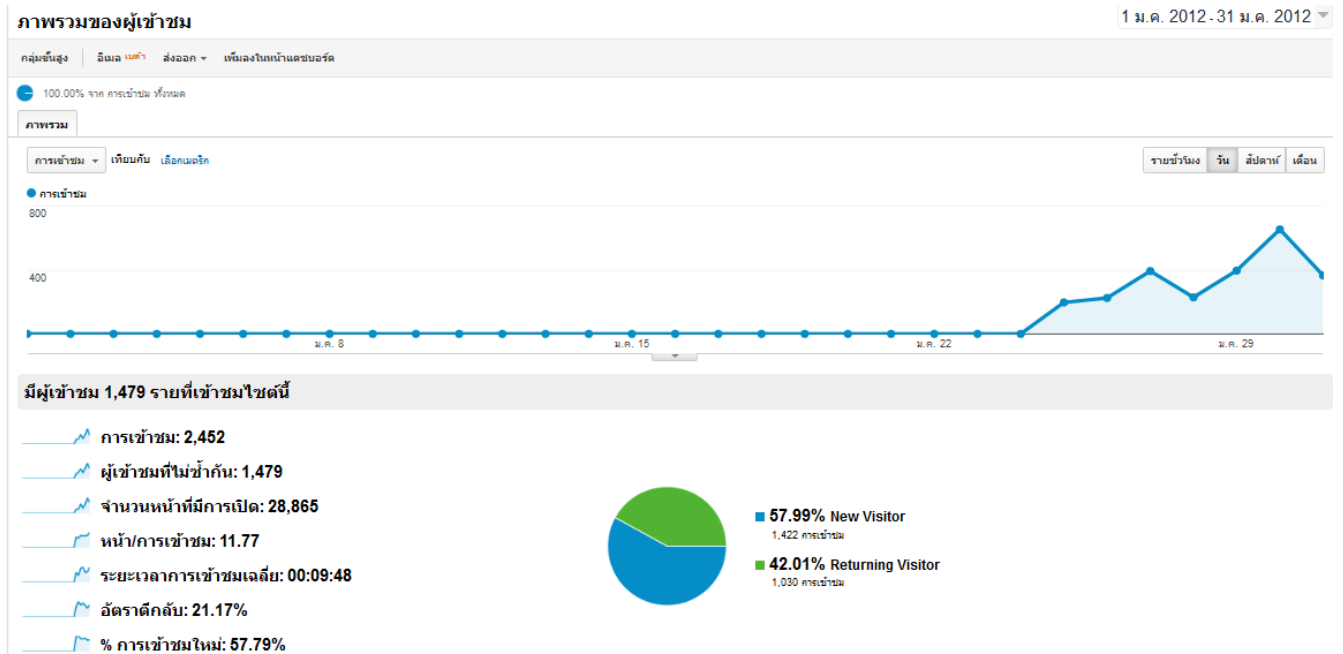 ภาพรวมของผู้เข้าชม
1 ม.ค. 2012 - 31 ม.ค. 2012
กลุ่มขั้นสูง อีเมล เบต้า ส่งออก เพิ่มลงในหน้าแดชบอร์ด
100.00% จาก การเข้าชม ทั้งหมด
ภาพรวม
การเข้าชม เทียบกับ เลือกเมตริก
รายชั่วโมง วัน สัปดาห์ เดือน
การเข้าชม
800
400
ม.ค. 8 ม.ค. 15 ม.ค. 22 ม.ค. 29
มีผู้เข้าชม 1,479 รายที่เข้าชมไซต์นี้
การเข้าชม: 2,452
ผู้เข้าชมที่ไม่ซ้ำกัน: 1,479
จำนวนหน้าที่มีการเปิด: 28,865
หน้า/การเข้าชม: 11.77
ระยะเวลาการเข้าชมเฉลี่ย: 00:09:48
อัตราตีกลับ: 21.17%
% การเข้าชมใหม่: 57.79%
57.99% New Visitor
1,422 การเข้าชม
42.01% Returning Visitor
1,030 การเข้าชม